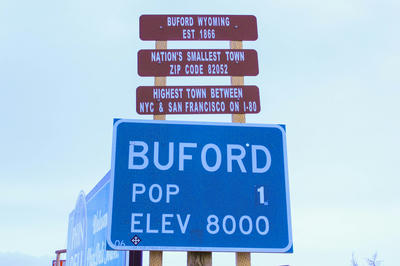 BUFORD WYOMING
EST 1866
NATION'S SMALLEST TOWN
ZIP CODE 82052
HIGHEST TOWN BETWEEN
NYC & SAN FRANCISCO ON I-80
BUFORD
POP 1
ELEV 8000
06